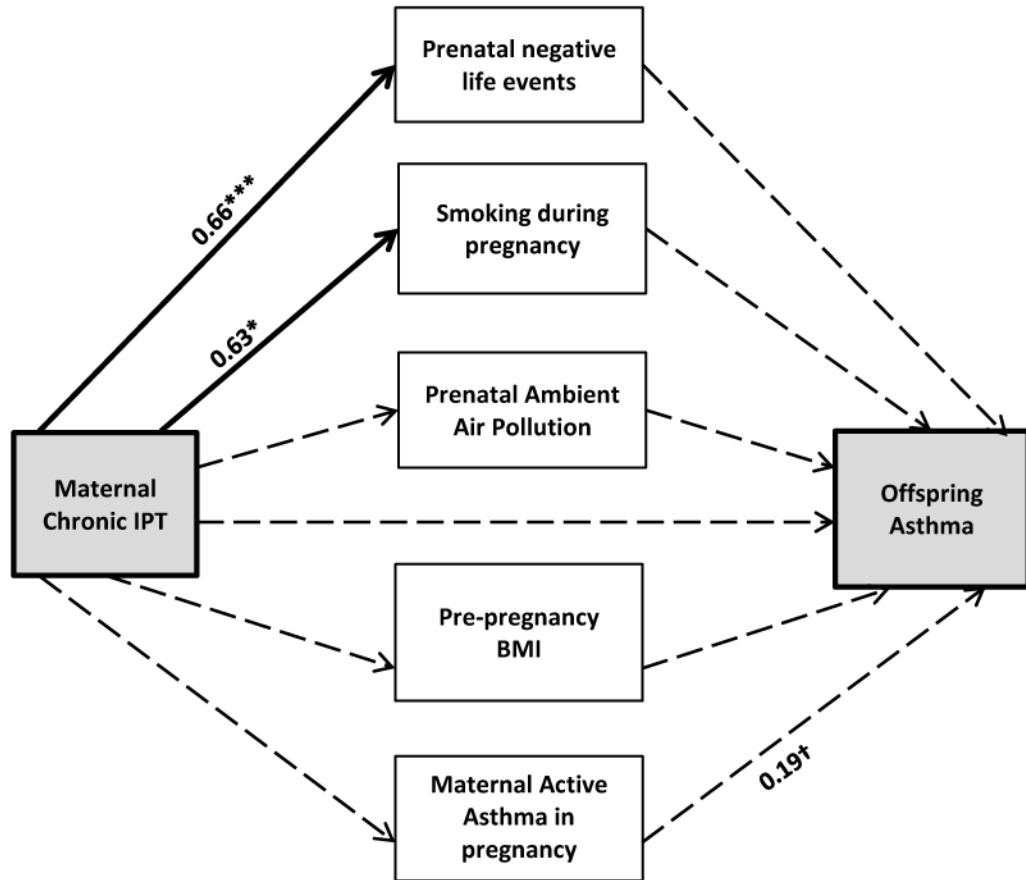 Prenatal negative
life events
0.66***
Smoking during
pregnancy
0.63*
Prenatal Ambient
Air Pollution
Maternal
Chronic IPT
Offspring
Asthma
Pre-pregnancy
BMI
Maternal Active
Asthma in
pregnancy
0.19†